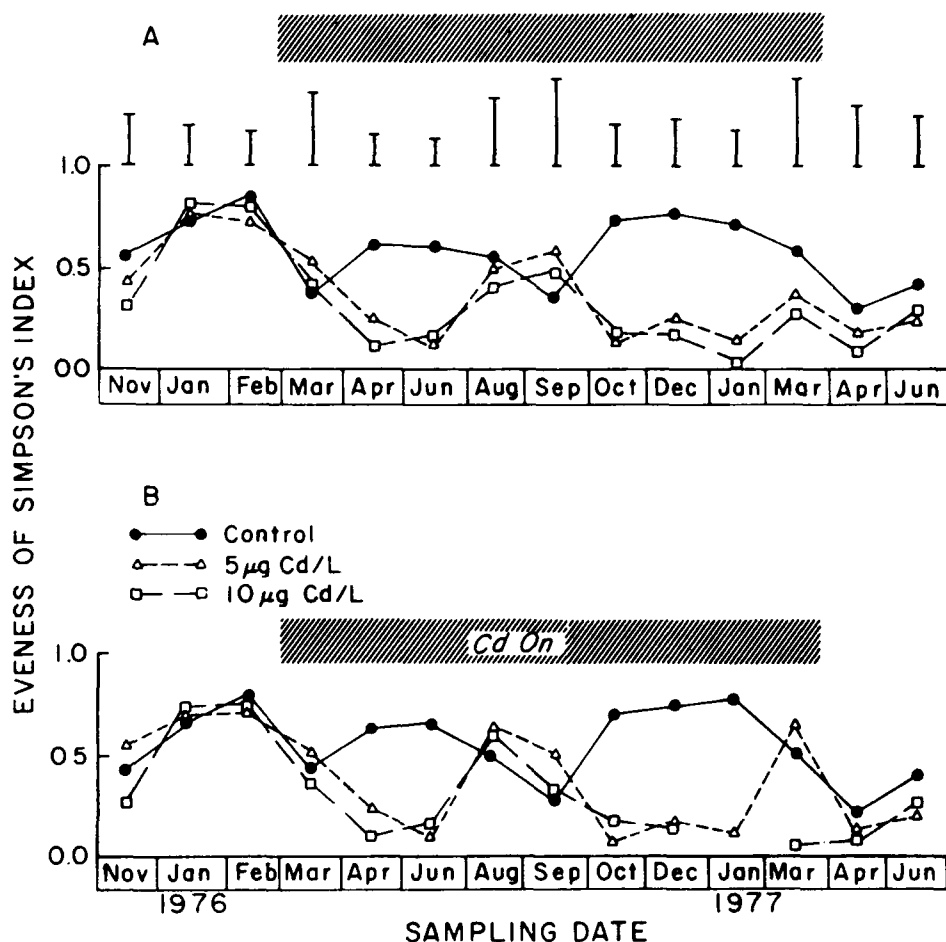 A
1.0
0.5
0.0
Nov Jan Feb Mar Apr Jun Aug Sep Oct Dec Jan Mar Apr Jun
EVENESS OF SIMPSON'S INDEX
B
Control
5 µg Cd/L
10 µg Cd/L
Cd On
1.0
0.5
0.0
Nov Jan Feb Mar Apr Jun Aug Sep Oct Dec Jan Mar Apr Jun
1976 1977
SAMPLING DATE